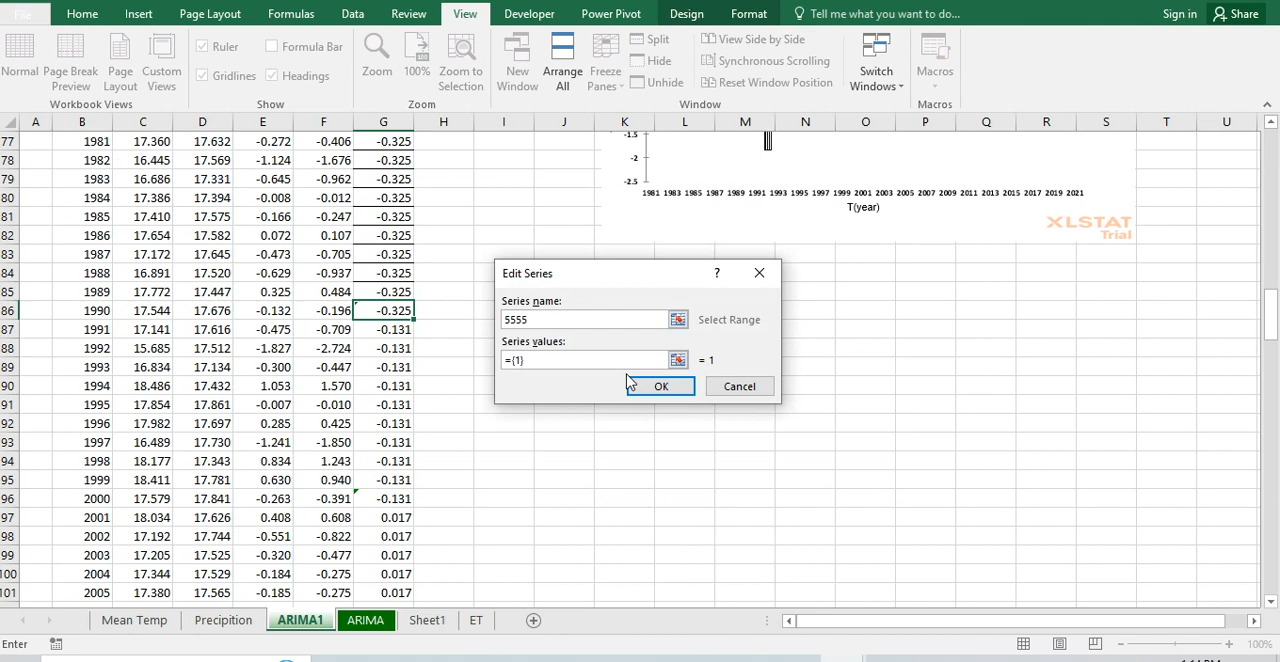 File Home Insert Page Layout Formulas Data Review View Developer Power Pivot Design Format Tell me what you want to do... Sign in Share
Normal Page Break Preview Page Layout Custom Views
Workbook Views
Ruler Formula Bar
Gridlines Headings
Show
Zoom 100% Zoom to Selection
Zoom
New Window Arrange All Freeze Panes
Split View Side by Side
Hide Synchronous Scrolling
Unhide Reset Window Position
Switch Windows
Window
Macros
Macros
A B C D E F G H I J K L M N O P Q R S T U
77 1981 17.360 17.632 -0.272 -0.406 -0.325
78 1982 16.445 17.569 -1.124 -1.676 -0.325
79 1983 16.686 17.331 -0.645 -0.962 -0.325
80 1984 17.386 17.394 -0.008 -0.012 -0.325
81 1985 17.410 17.575 -0.166 -0.247 -0.325
82 1986 17.654 17.582 0.072 0.107 -0.325
83 1987 17.172 17.645 -0.473 -0.705 -0.325
84 1988 16.891 17.520 -0.629 -0.937 -0.325
85 1989 17.772 17.447 0.325 0.484 -0.325
86 1990 17.544 17.676 -0.132 -0.196 -0.325
87 1991 17.141 17.616 -0.475 -0.709 -0.131
88 1992 15.685 17.512 -1.827 -2.724 -0.131
89 1993 16.834 17.134 -0.300 -0.447 -0.131
90 1994 18.486 17.432 1.053 1.570 -0.131
91 1995 17.854 17.861 -0.007 -0.010 -0.131
92 1996 17.982 17.697 0.285 0.425 -0.131
93 1997 16.489 17.730 -1.241 -1.850 -0.131
94 1998 18.177 17.343 0.834 1.243 -0.131
95 1999 18.411 17.781 0.630 0.940 -0.131
96 2000 17.579 17.841 -0.263 -0.391 -0.131
97 2001 18.034 17.626 0.408 0.608 0.017
98 2002 17.192 17.744 -0.551 -0.822 0.017
99 2003 17.205 17.525 -0.320 -0.477 0.017
100 2004 17.344 17.529 -0.184 -0.275 0.017
101 2005 17.380 17.565 -0.185 -0.275 0.017
-1.5
-2
-2.5
1981 1983 1985 1987 1989 1991 1993 1995 1997 1999 2001 2003 2005 2007 2009 2011 2013 2015 2017 2019 2021
T(year)
XLSTAT
Trial
Edit Series ?
Series name:
5555 Select Range
Series values:
={1} = 1
OK Cancel
Mean Temp Precipition ARIMA1 ARIMA Sheet1 ET
Enter 100%